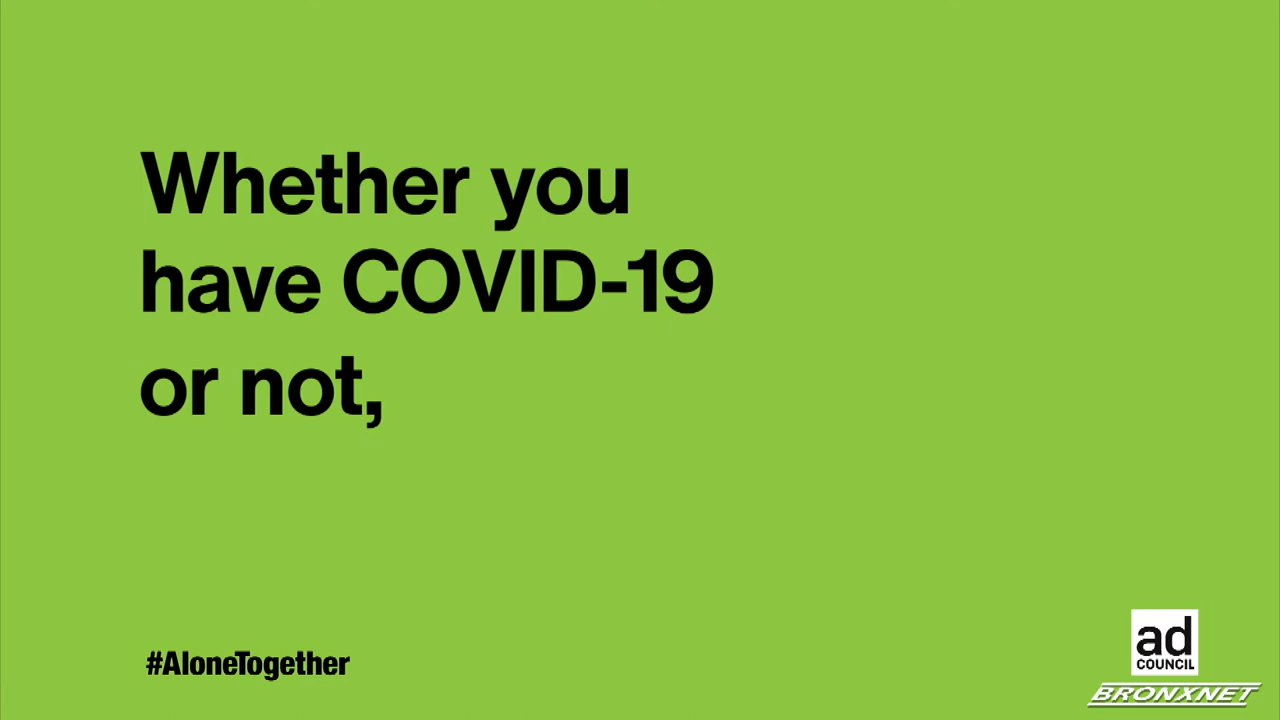 Whether you
have COVID-19
or not,
#AloneTogether
ad
COUNCIL
BRONXNET